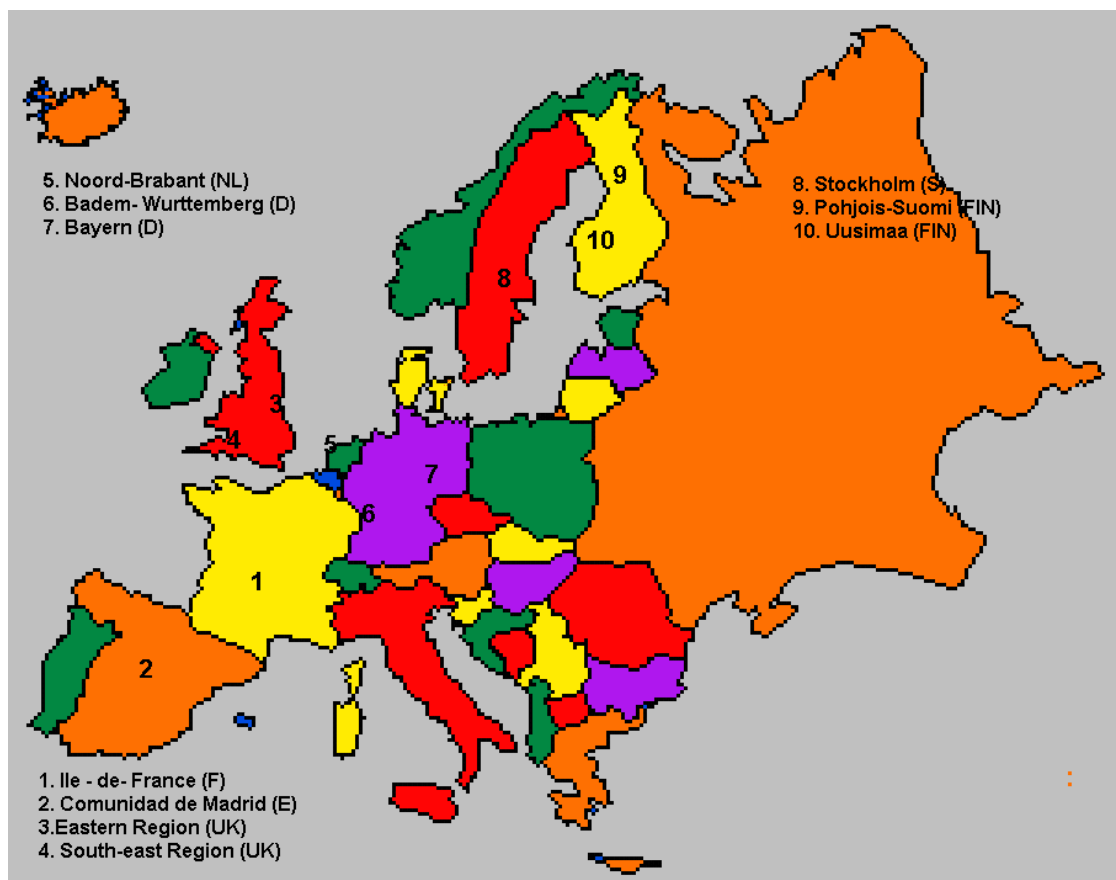 5. Noord-Brabant (NL)
6. Badem- Wurttemberg (D)
7. Bayern (D)
8. Stockholm (S)
9. Pohjois-Suomi (FIN)
10. Uusimaa (FIN)
9
10
8
3
4
5
7
6
1
2
1. Ile - de- France (F)
2. Comunidad de Madrid (E)
3.Eastern Region (UK)
4. South-east Region (UK)